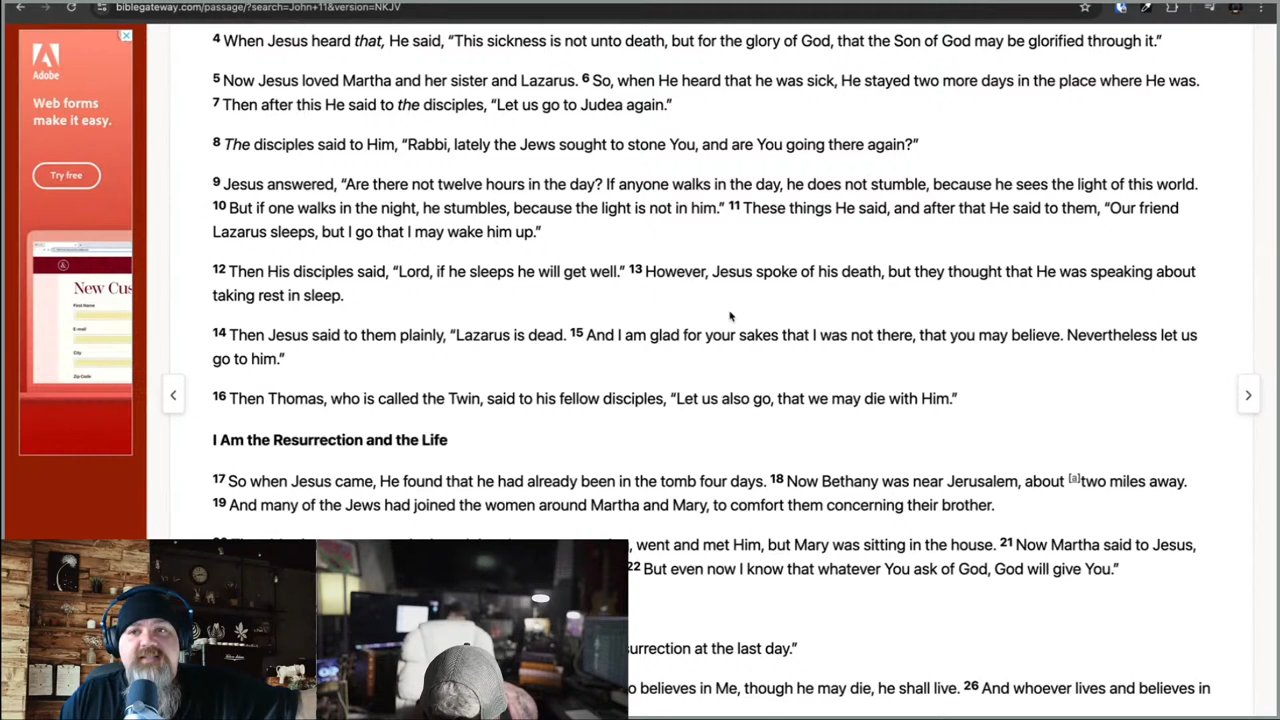 biblegateway.com/passage/?search=John+11&version=NKJV
Adobe
Web forms
make it easy.
Try free
New Cus
First Name
E-mail
City
Zip Code
4 When Jesus heard that, He said, “This sickness is not unto death, but for the glory of God, that the Son of God may be glorified through it.”
5 Now Jesus loved Martha and her sister and Lazarus. 6 So, when He heard that he was sick, He stayed two more days in the place where He was.
7 Then after this He said to the disciples, “Let us go to Judea again.”
8 The disciples said to Him, “Rabbi, lately the Jews sought to stone You, and are You going there again?”
9 Jesus answered, “Are there not twelve hours in the day? If anyone walks in the day, he does not stumble, because he sees the light of this world.
10 But if one walks in the night, he stumbles, because the light is not in him.” 11 These things He said, and after that He said to them, “Our friend
Lazarus sleeps, but I go that I may wake him up.”
12 Then His disciples said, “Lord, if he sleeps he will get well.” 13 However, Jesus spoke of his death, but they thought that He was speaking about
taking rest in sleep.
14 Then Jesus said to them plainly, “Lazarus is dead. 15 And I am glad for your sakes that I was not there, that you may believe. Nevertheless let us
go to him.”
16 Then Thomas, who is called the Twin, said to his fellow disciples, “Let us also go, that we may die with Him.”
I Am the Resurrection and the Life
17 So when Jesus came, He found that he had already been in the tomb four days. 18 Now Bethany was near Jerusalem, about [a]two miles away.
19 And many of the Jews had joined the women around Martha and Mary, to comfort them concerning their brother.
, went and met Him, but Mary was sitting in the house. 21 Now Martha said to Jesus,
22 But even now I know that whatever You ask of God, God will give You.”
urrection at the last day.”
o believes in Me, though he may die, he shall live. 26 And whoever lives and believes in